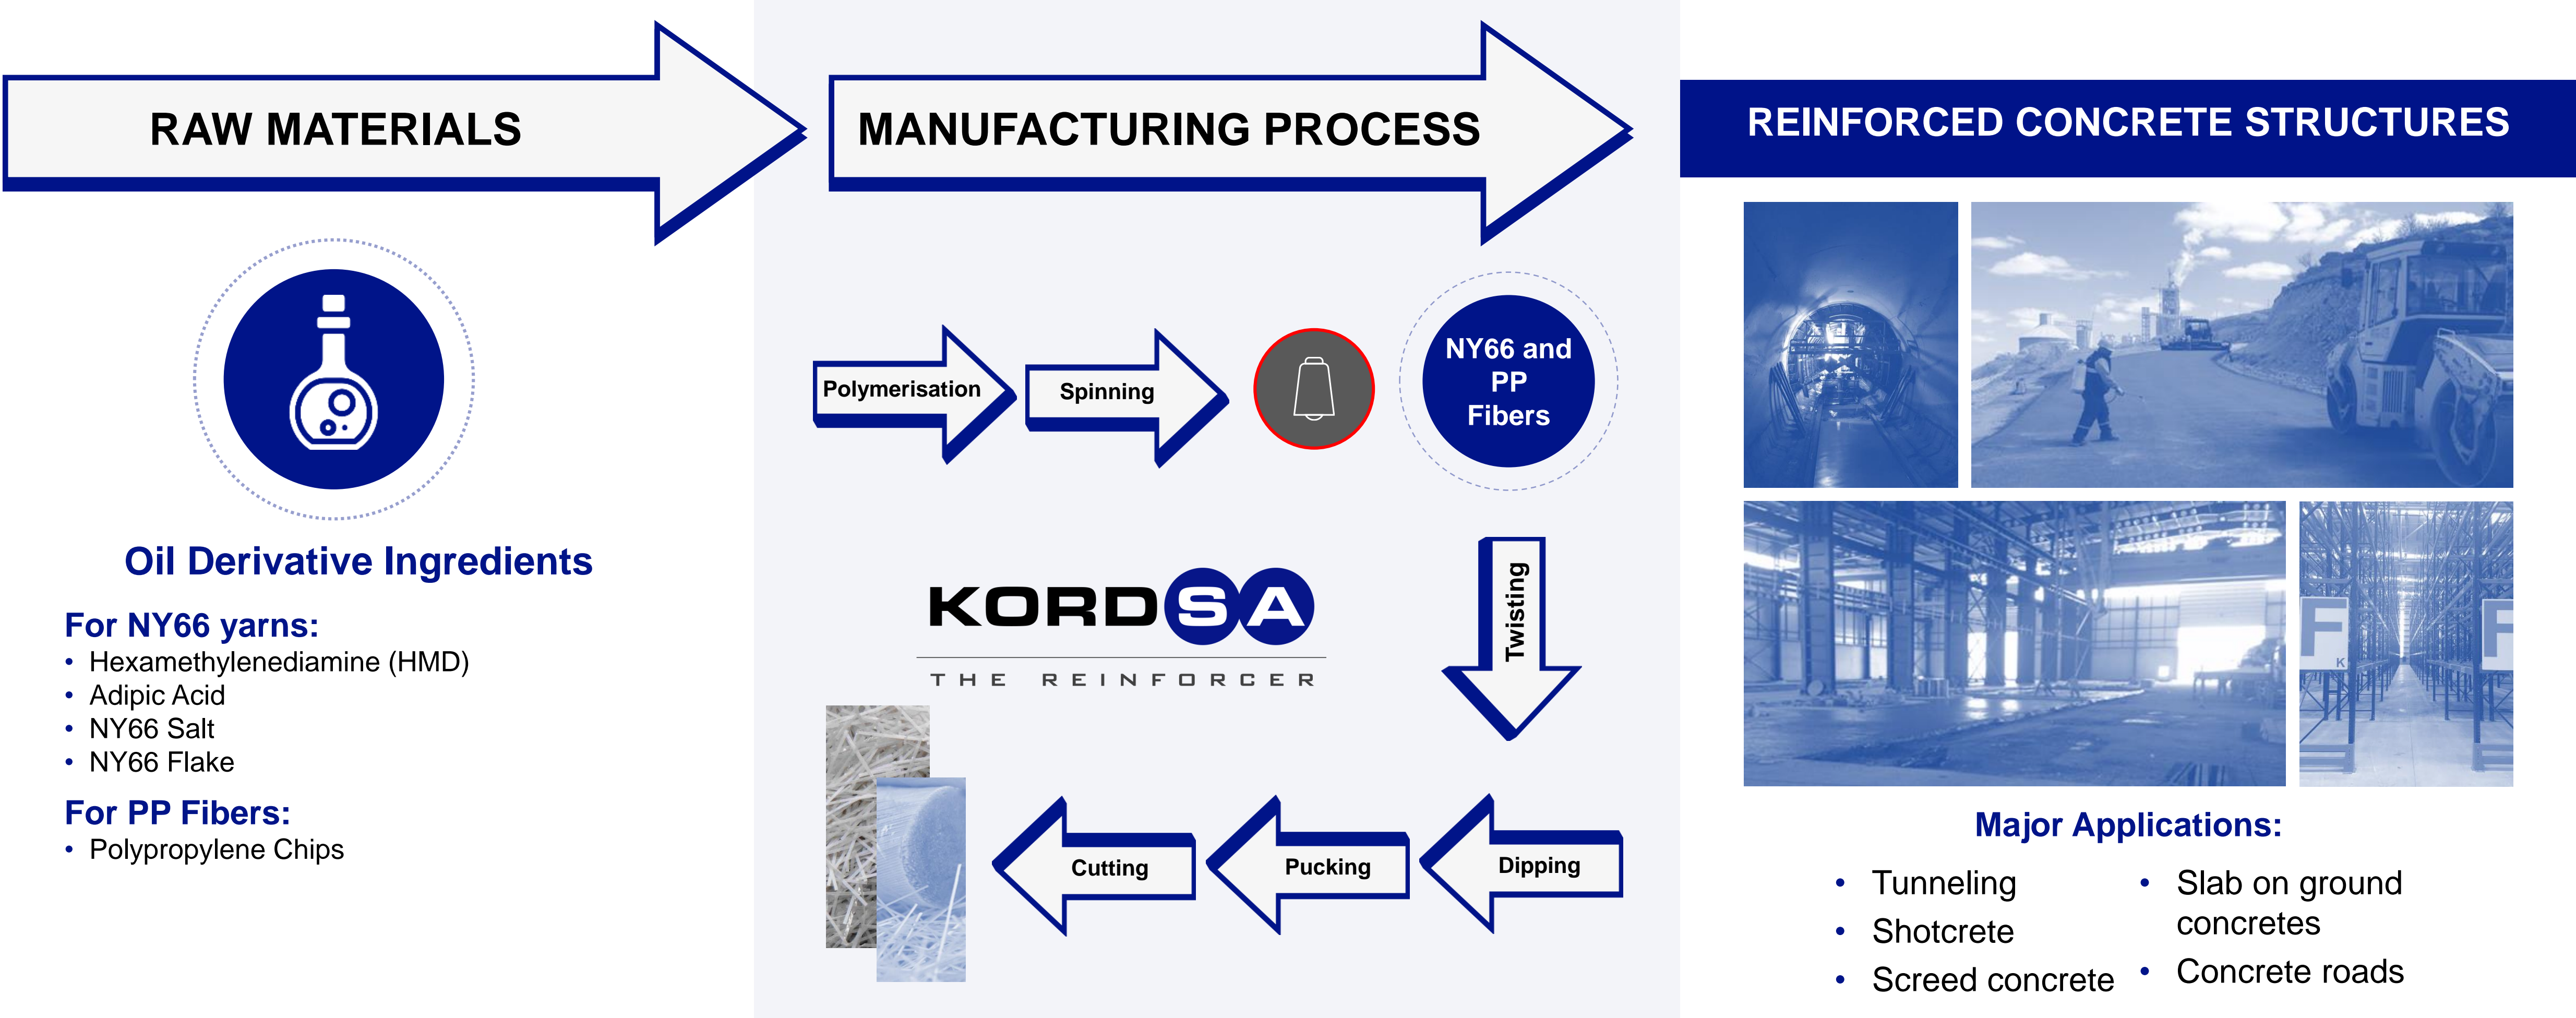 RAW MATERIALS
MANUFACTURING PROCESS
REINFORCED CONCRETE STRUCTURES
Oil Derivative Ingredients
For NY66 yarns:
• Hexamethylenediamine (HMD)
• Adipic Acid
• NY66 Salt
• NY66 Flake
For PP Fibers:
• Polypropylene Chips
Polymerisation
Spinning
NY66 and
PP
Fibers
Twisting
KORDSA
THE REINFORCER
Dipping
Pucking
Cutting
F
K
F
Major Applications:
• Tunneling
• Shotcrete
• Screed concrete
• Slab on ground
concretes
• Concrete roads